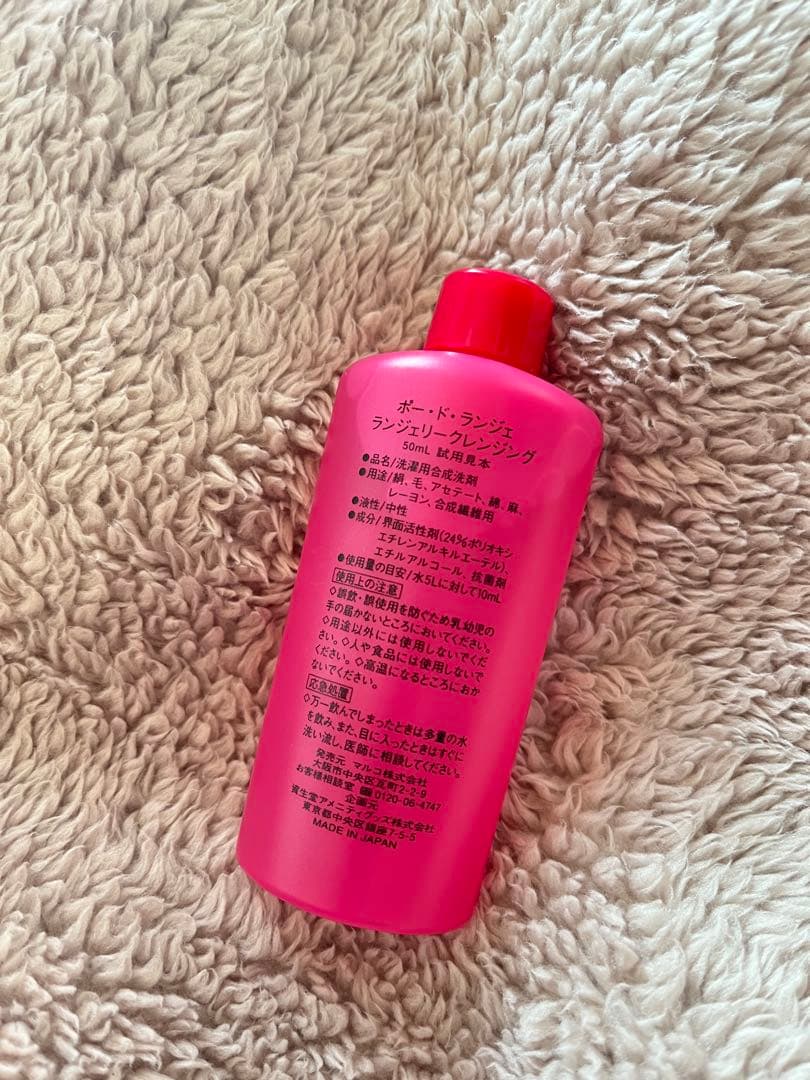 ポー・ド・ランジェ
ランジェリークレンジング
50mL 試用見本
●品名/洗濯用合成洗剤
●用途/絹、毛、アセテート、綿、麻、
レーヨン、合成繊維用
●液性/中性
●成分/界面活性剤(24%ポリオキシ
エチレンアルキルエーテル)、
エチルアルコール、抗菌剤
●使用量の目安/水5Lに対して10mL
使用上の注意
◇誤飲・誤使用を防ぐため乳幼児の
手の届かないところにおいてください。
◇用途以外には使用しないでくだ
さい。◇人や食品には使用しないで
ください。◇高温になるところにおか
ないでください。
応急処置
◇万一飲んでしまったときは多量の水
を飲み、また、目に入ったときはすぐに
洗い流し、医師に相談してください。
発売元 マルコ株式会社
大阪市中央区瓦町2-2-9
お客様相談室 0120-06-4747
企画元
資生堂アメニティグッズ株式会社
東京都中央区銀座7-5-5
MADE IN JAPAN